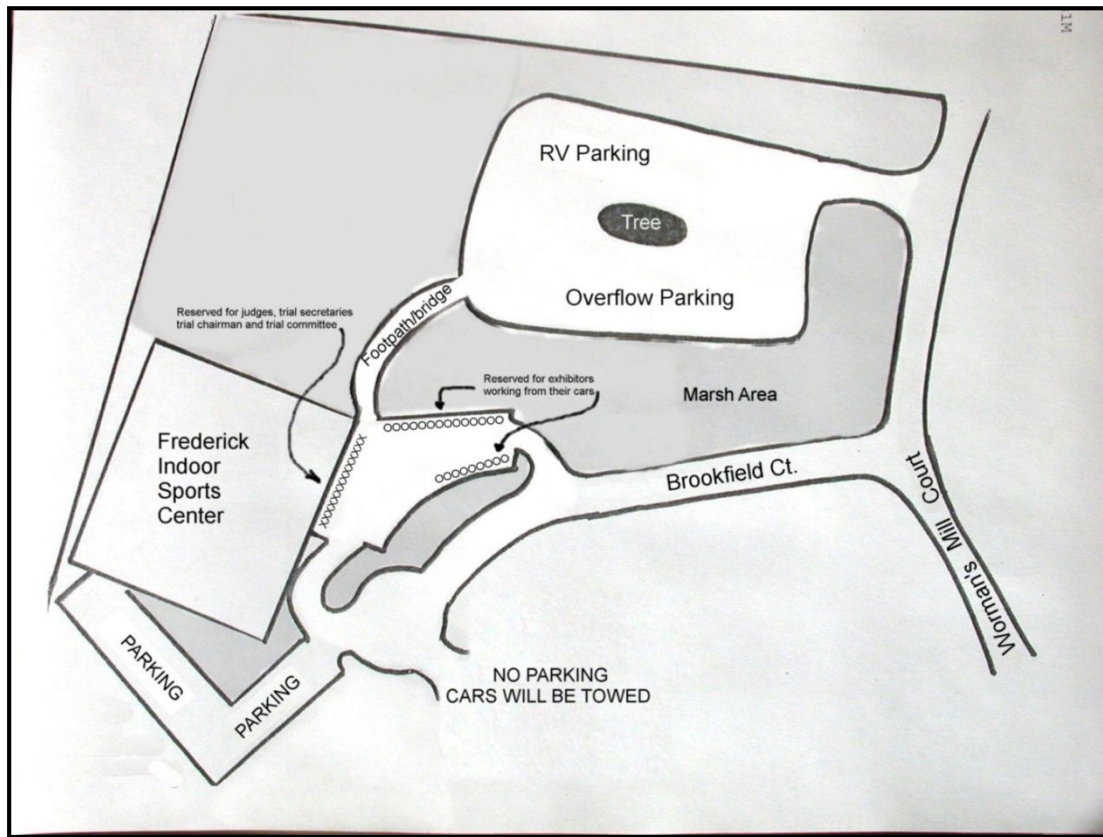 1M
RV Parking
Tree
Overflow Parking
Footpath/bridge
Reserved for judges, trial secretaries
trial chairman and trial committee
Reserved for exhibitors
working from their cars
Marsh Area
Frederick
Indoor
Sports
Center
xxxxxxxxxxxxxxx
Brookfield Ct.
Worman's Mill Court
PARKING
PARKING
NO PARKING
CARS WILL BE TOWED